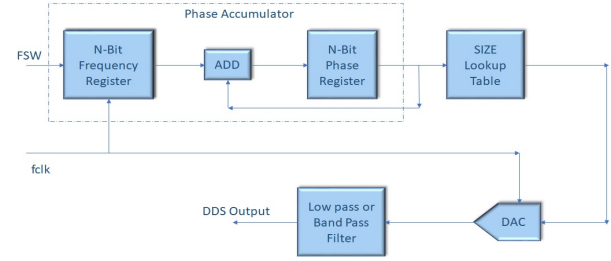 Phase Accumulator
FSW
N-Bit
Frequency
Register
ADD
N-Bit
Phase
Register
SIZE
Lookup
Table
fclk
DDS Output
Low pass or
Band Pass
Filter
DAC